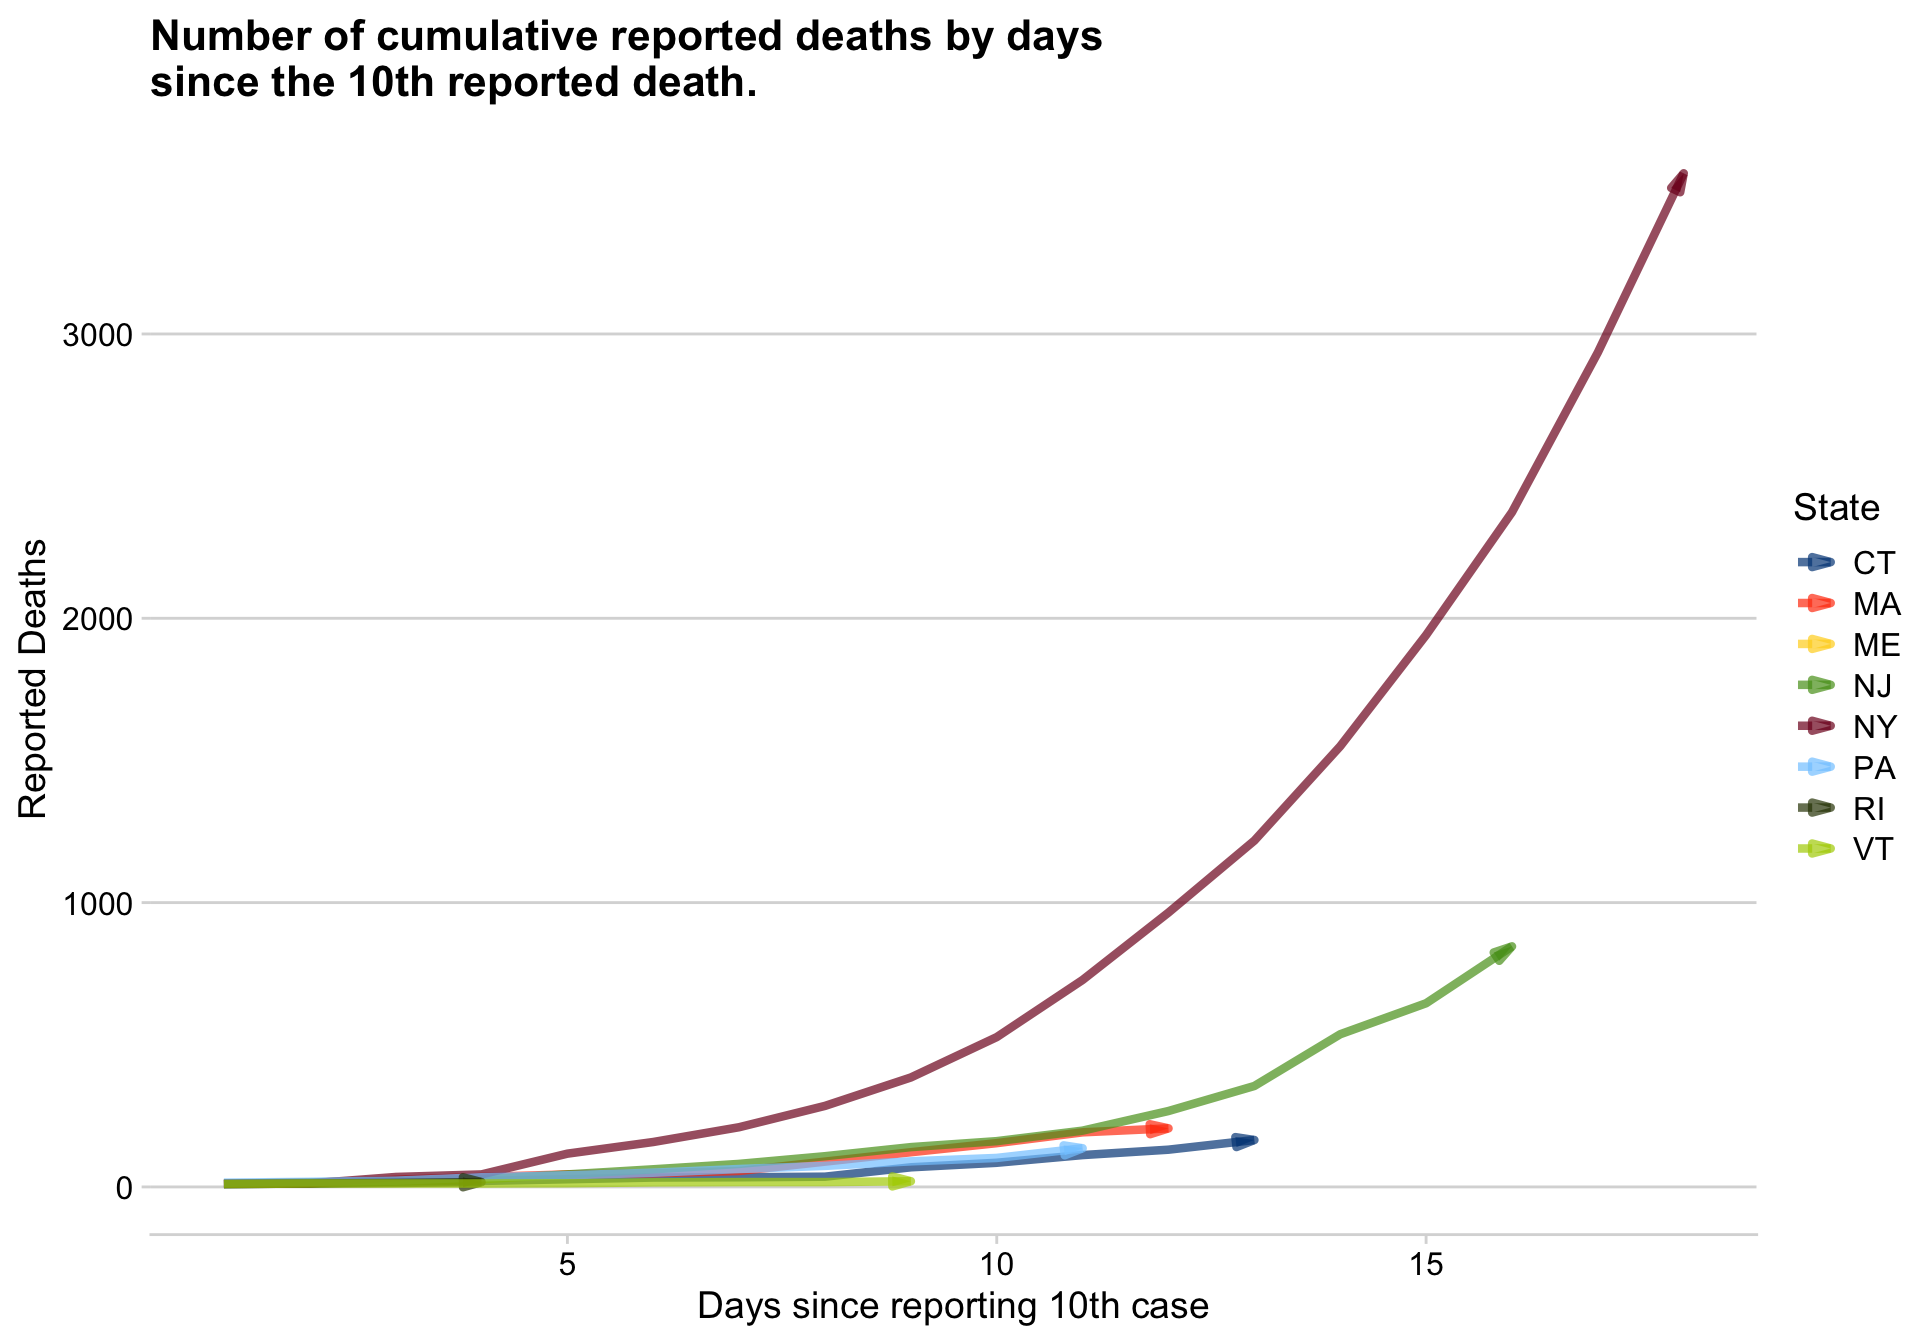 Number of cumulative reported deaths by days
since the 10th reported death.
3000
2000
1000
0
Reported Deaths
5 10 15
Days since reporting 10th case
State
CT
MA
ME
NJ
NY
PA
RI
VT